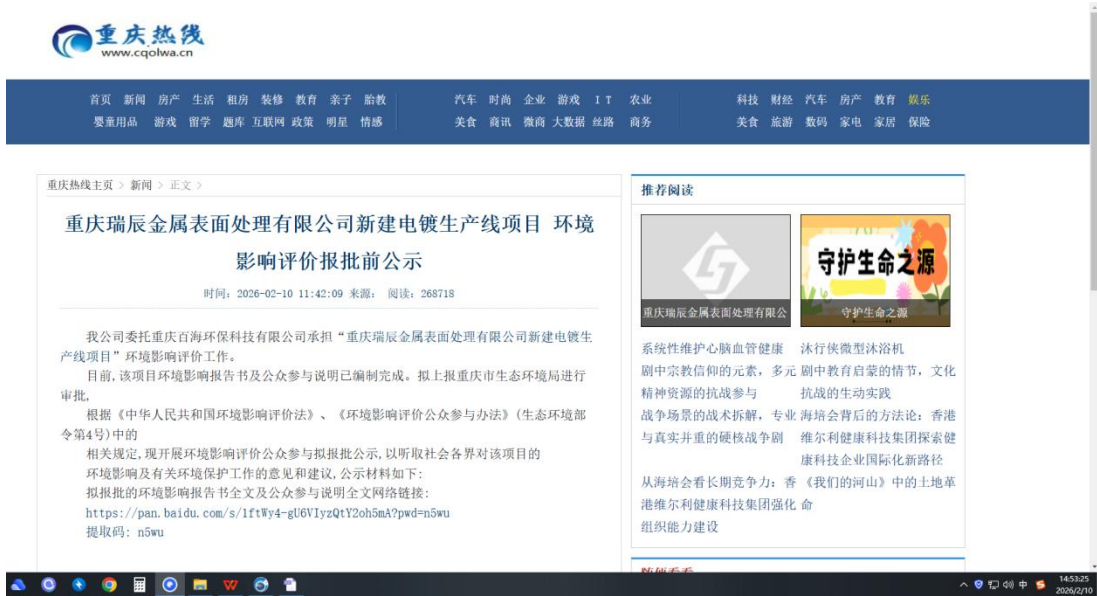 重庆热线
www.cqolwa.cn
首页 新闻 房产 生活 租房 装修 教育 亲子 胎教
婴童用品 游戏 留学 题库 互联网 政策 明星 情感
汽车 时尚 企业 游戏 IT 农业
美食 商讯 微商 大数据 丝路 商务
科技 财经 汽车 房产 教育 娱乐
美食 旅游 数码 家电 家居 保险
重庆热线主页 > 新闻 > 正文 >
重庆瑞辰金属表面处理有限公司新建电镀生产线项目 环境
影响评价报批前公示
时间：2026-02-10 11:42:09 来源： 阅读：268718
我公司委托重庆百海环保科技有限公司承担“重庆瑞辰金属表面处理有限公司新建电镀生
产线项目”环境影响评价工作。
目前,该项目环境影响报告书及公众参与说明已编制完成。拟上报重庆市生态环境局进行
审批,
根据《中华人民共和国环境影响评价法》、《环境影响评价公众参与办法》(生态环境部
令第4号)中的
相关规定,现开展环境影响评价公众参与拟报批公示,以听取社会各界对该项目的
环境影响及有关环境保护工作的意见和建议,公示材料如下:
拟报批的环境影响报告书全文及公众参与说明全文网络链接:
https://pan.baidu.com/s/1ftWy4-gU6VIyzQtY2oh5mA?pwd=n5wu
提取码: n5wu
推荐阅读
重庆瑞辰金属表面处理有限公
守护生命之源
守护生命之源
系统性维护心脑血管健康
剧中宗教信仰的元素，多元
精神资源的抗战参与
战争场景的战术拆解，专业
与真实并重的硬核战争剧
从海培会看长期竞争力：香
港维尔利健康科技集团强化
组织能力建设
沐行侠微型沐浴机
剧中教育启蒙的情节，文化
抗战的生动实践
海培会背后的方法论：香港
维尔利健康科技集团探索健
康科技企业国际化新路径
《我们的河山》中的土地革
命
随便看看
中
14:53:25
2026/2/10